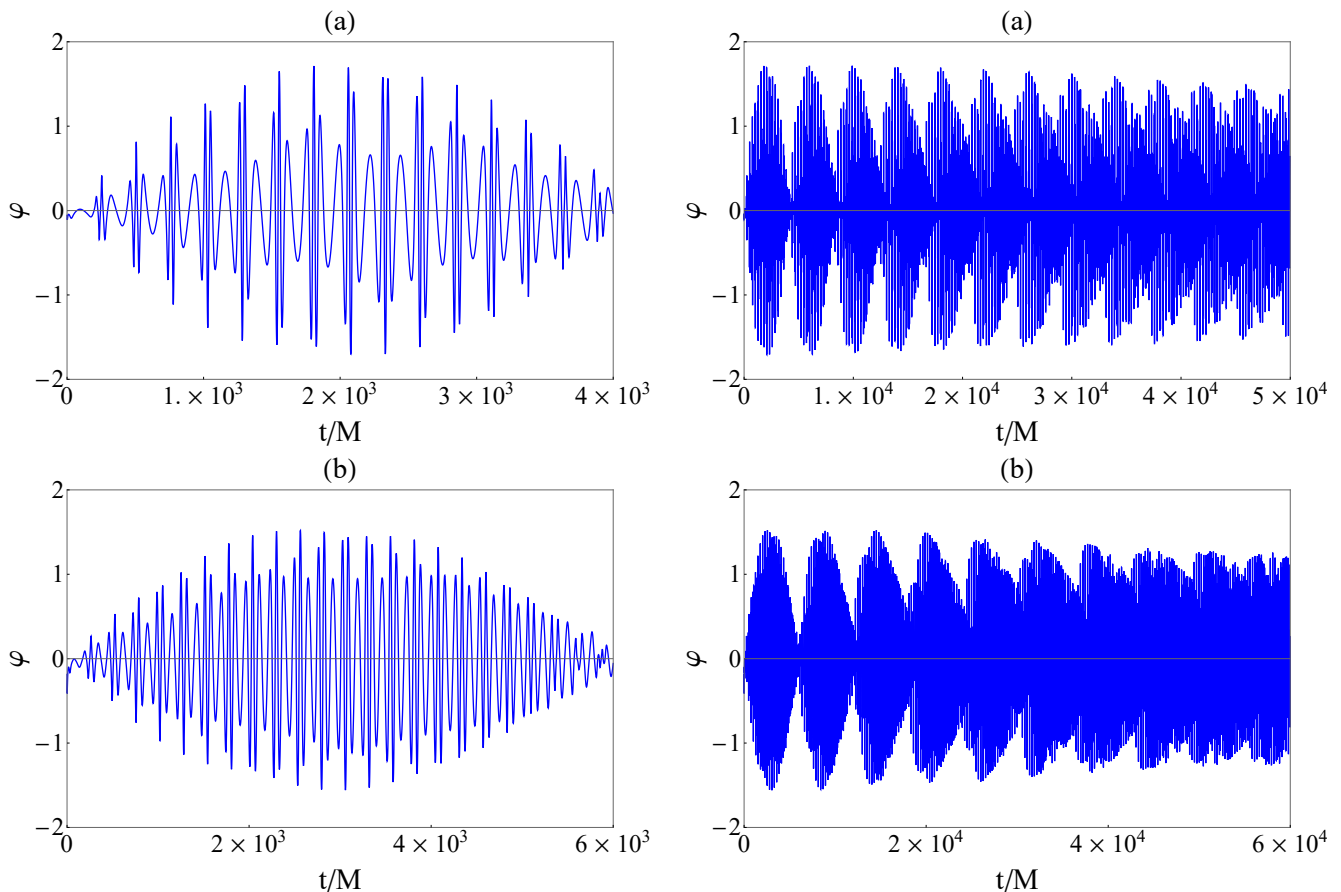 (a)
2
1
φ
0
−1
−2
0
1. × 10³
2 × 10³
3 × 10³
4 × 10³
t/M
(a)
2
1
φ
0
−1
−2
0
1. × 10⁴
2 × 10⁴
3 × 10⁴
4 × 10⁴
5 × 10⁴
t/M
(b)
2
1
φ
0
−1
−2
0
2 × 10³
4 × 10³
6 × 10³
t/M
(b)
2
1
φ
0
−1
−2
0
2 × 10⁴
4 × 10⁴
6 × 10⁴
t/M